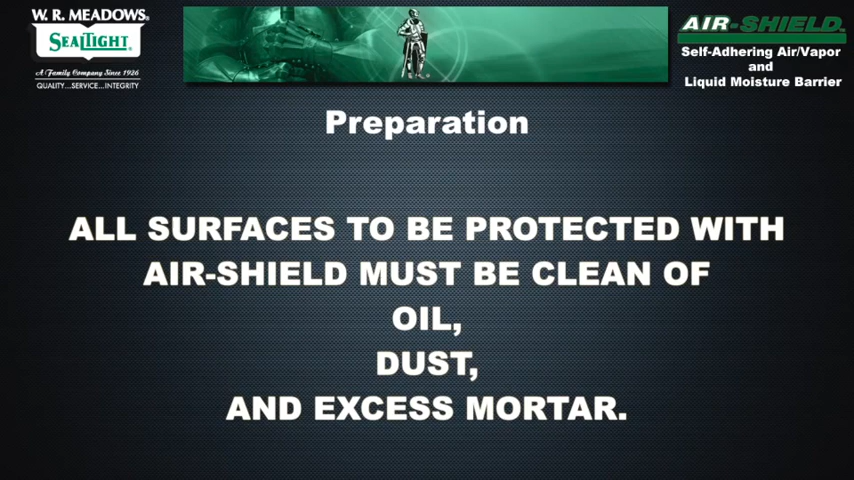 W. R. MEADOWS®
SEALTIGHT®
A Family Company Since 1926
QUALITY...SERVICE...INTEGRITY
AIR-SHIELD™
Self-Adhering Air/Vapor
and
Liquid Moisture Barrier
Preparation
ALL SURFACES TO BE PROTECTED WITH
AIR-SHIELD MUST BE CLEAN OF
OIL,
DUST,
AND EXCESS MORTAR.